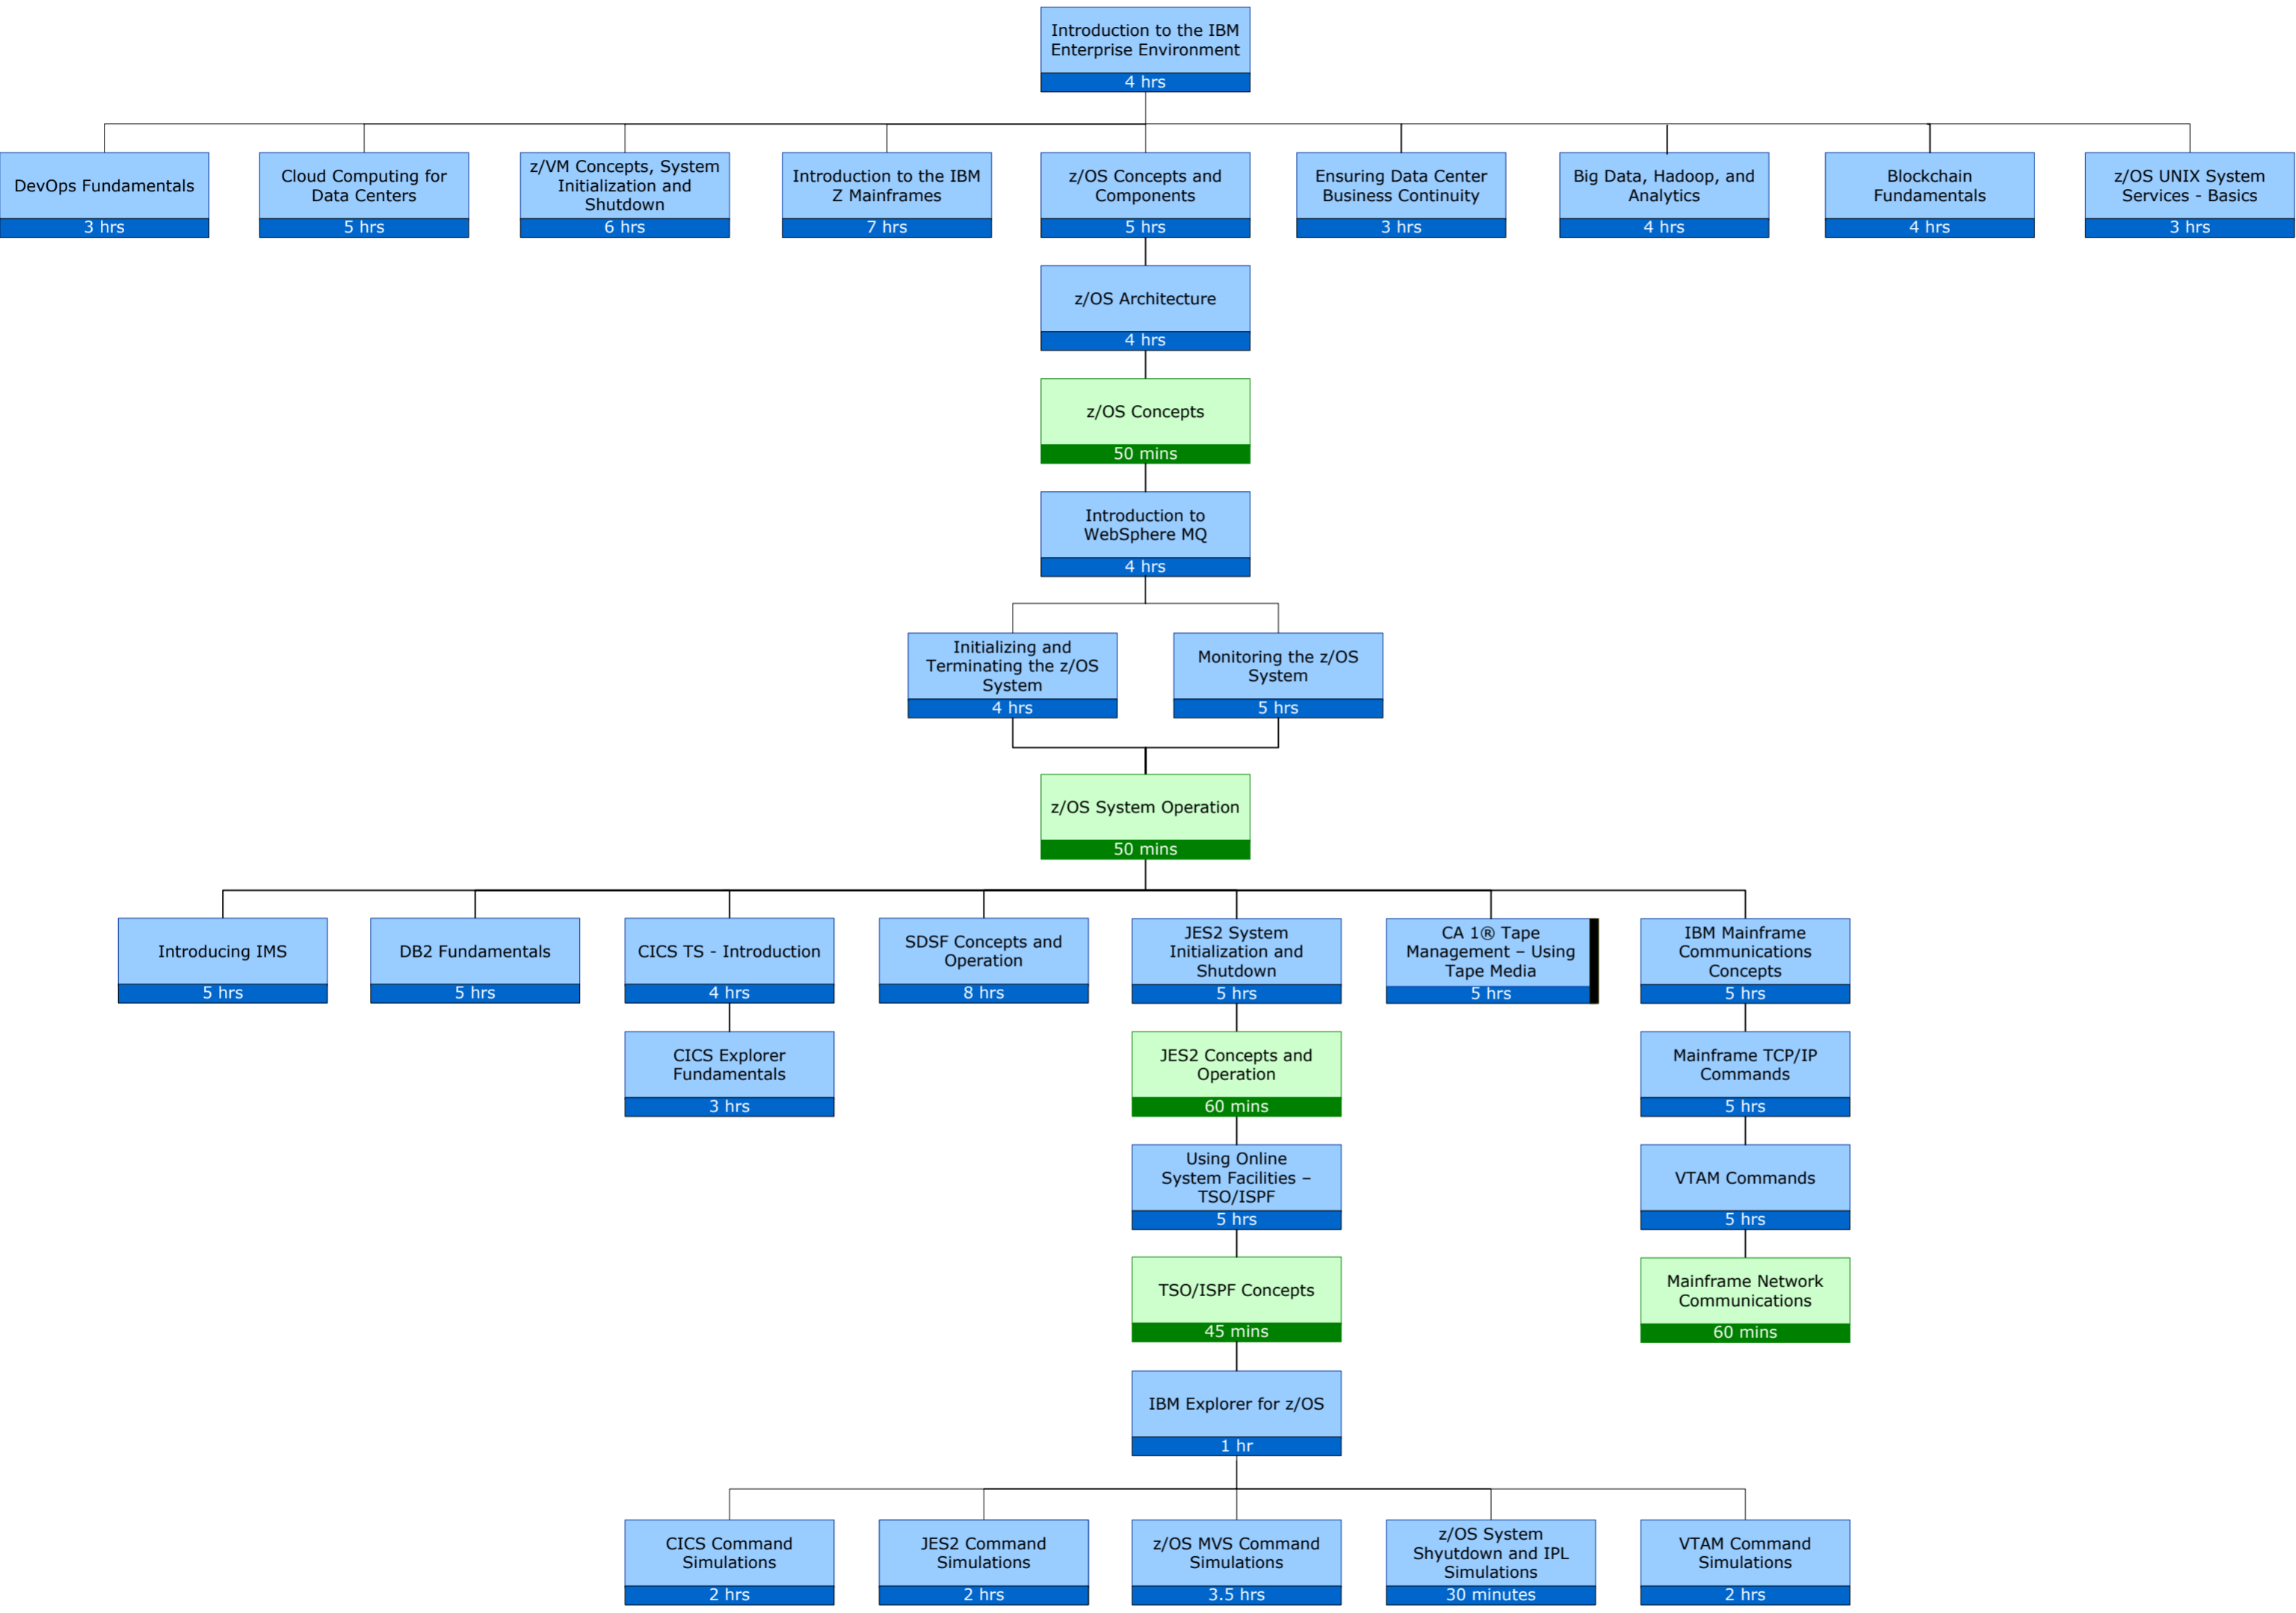 Introduction to the IBM
Enterprise Environment
4 hrs
DevOps Fundamentals
3 hrs
Cloud Computing for
Data Centers
5 hrs
z/VM Concepts, System
Initialization and
Shutdown
6 hrs
Introduction to the IBM
Z Mainframes
7 hrs
z/OS Concepts and
Components
5 hrs
Ensuring Data Center
Business Continuity
3 hrs
Big Data, Hadoop, and
Analytics
4 hrs
Blockchain
Fundamentals
4 hrs
z/OS UNIX System
Services - Basics
3 hrs
z/OS Architecture
4 hrs
z/OS Concepts
50 mins
Introduction to
WebSphere MQ
4 hrs
Initializing and
Terminating the z/OS
System
4 hrs
Monitoring the z/OS
System
5 hrs
z/OS System Operation
50 mins
Introducing IMS
5 hrs
DB2 Fundamentals
5 hrs
CICS TS - Introduction
4 hrs
SDSF Concepts and
Operation
8 hrs
JES2 System
Initialization and
Shutdown
5 hrs
CA 1® Tape
Management – Using
Tape Media
5 hrs
IBM Mainframe
Communications
Concepts
5 hrs
CICS Explorer
Fundamentals
3 hrs
JES2 Concepts and
Operation
60 mins
Mainframe TCP/IP
Commands
5 hrs
Using Online
System Facilities –
TSO/ISPF
5 hrs
VTAM Commands
5 hrs
TSO/ISPF Concepts
45 mins
Mainframe Network
Communications
60 mins
IBM Explorer for z/OS
1 hr
CICS Command
Simulations
2 hrs
JES2 Command
Simulations
2 hrs
z/OS MVS Command
Simulations
3.5 hrs
z/OS System
Shyutdown and IPL
Simulations
30 minutes
VTAM Command
Simulations
2 hrs